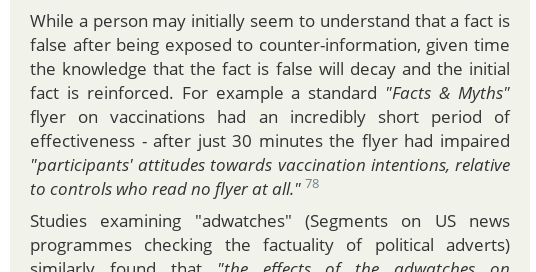 While a person may initially seem to understand that a fact is
false after being exposed to counter-information, given time
the knowledge that the fact is false will decay and the initial
fact is reinforced. For example a standard "Facts & Myths"
flyer on vaccinations had an incredibly short period of
effectiveness - after just 30 minutes the flyer had impaired
"participants' attitudes towards vaccination intentions, relative
to controls who read no flyer at all." 78
Studies examining "adwatches" (Segments on US news
programmes checking the factuality of political adverts)
similarly found that "the effects of the adwatches on